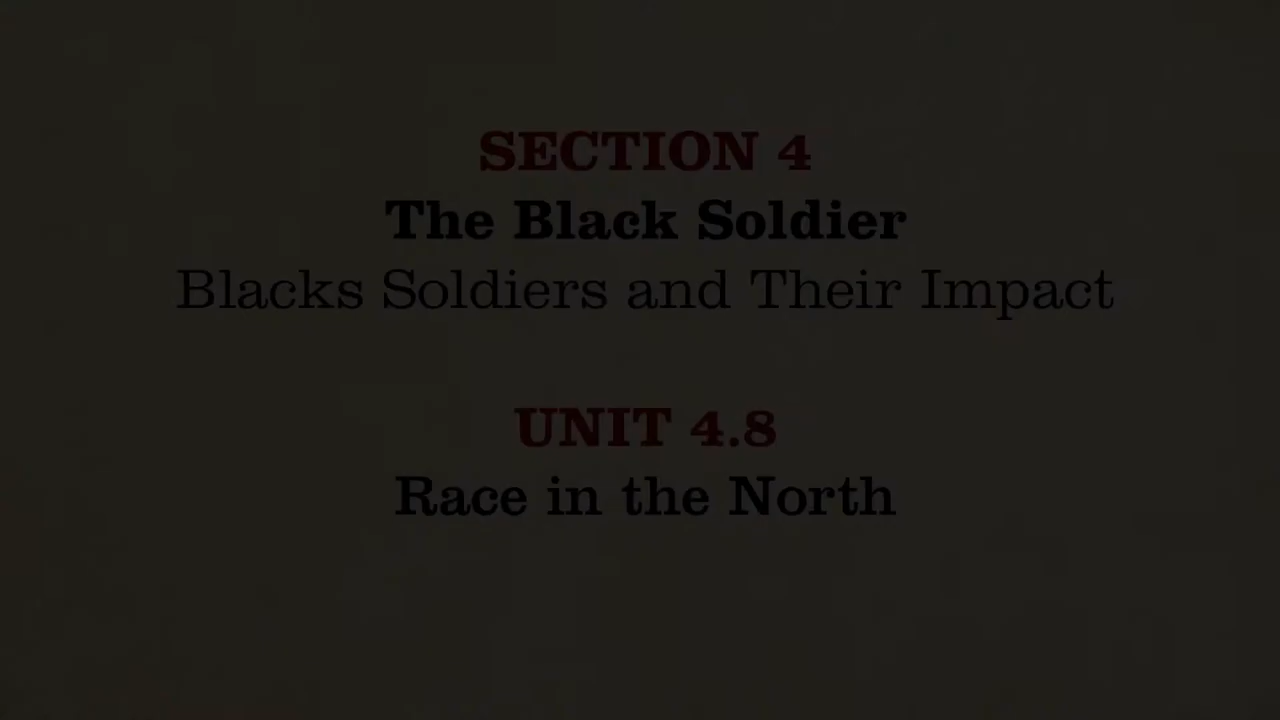 SECTION 4
The Black Soldier
Blacks Soldiers and Their Impact
UNIT 4.8
Race in the North